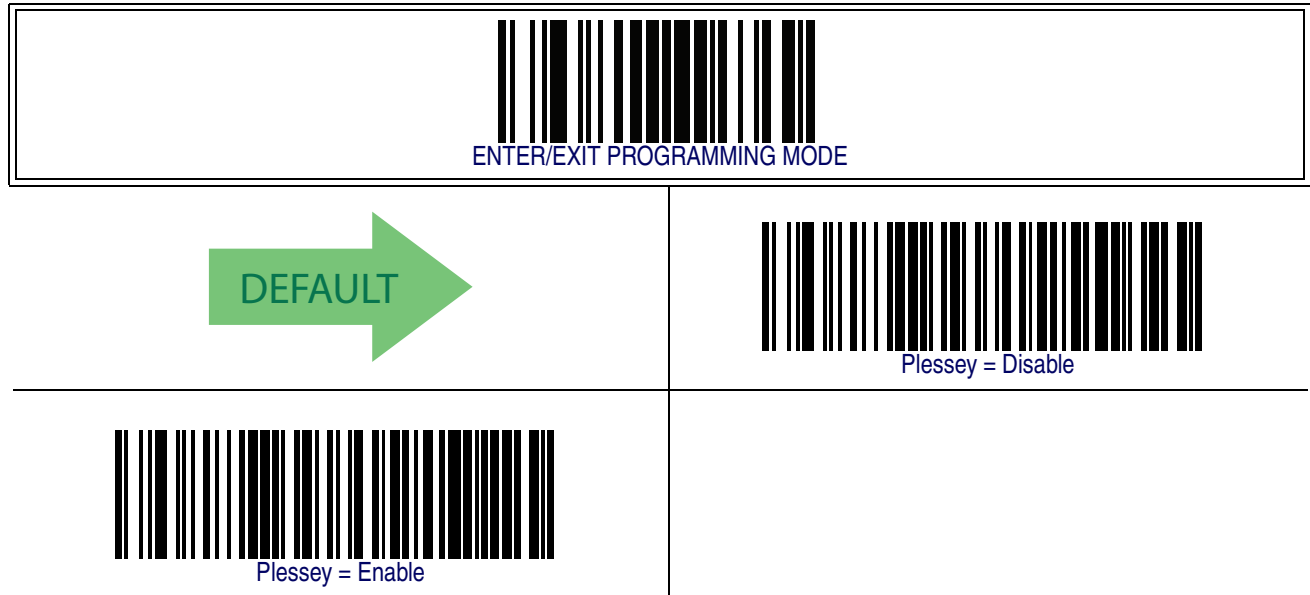 ENTER/EXIT PROGRAMMING MODE
DEFAULT
Plessey = Disable
Plessey = Enable